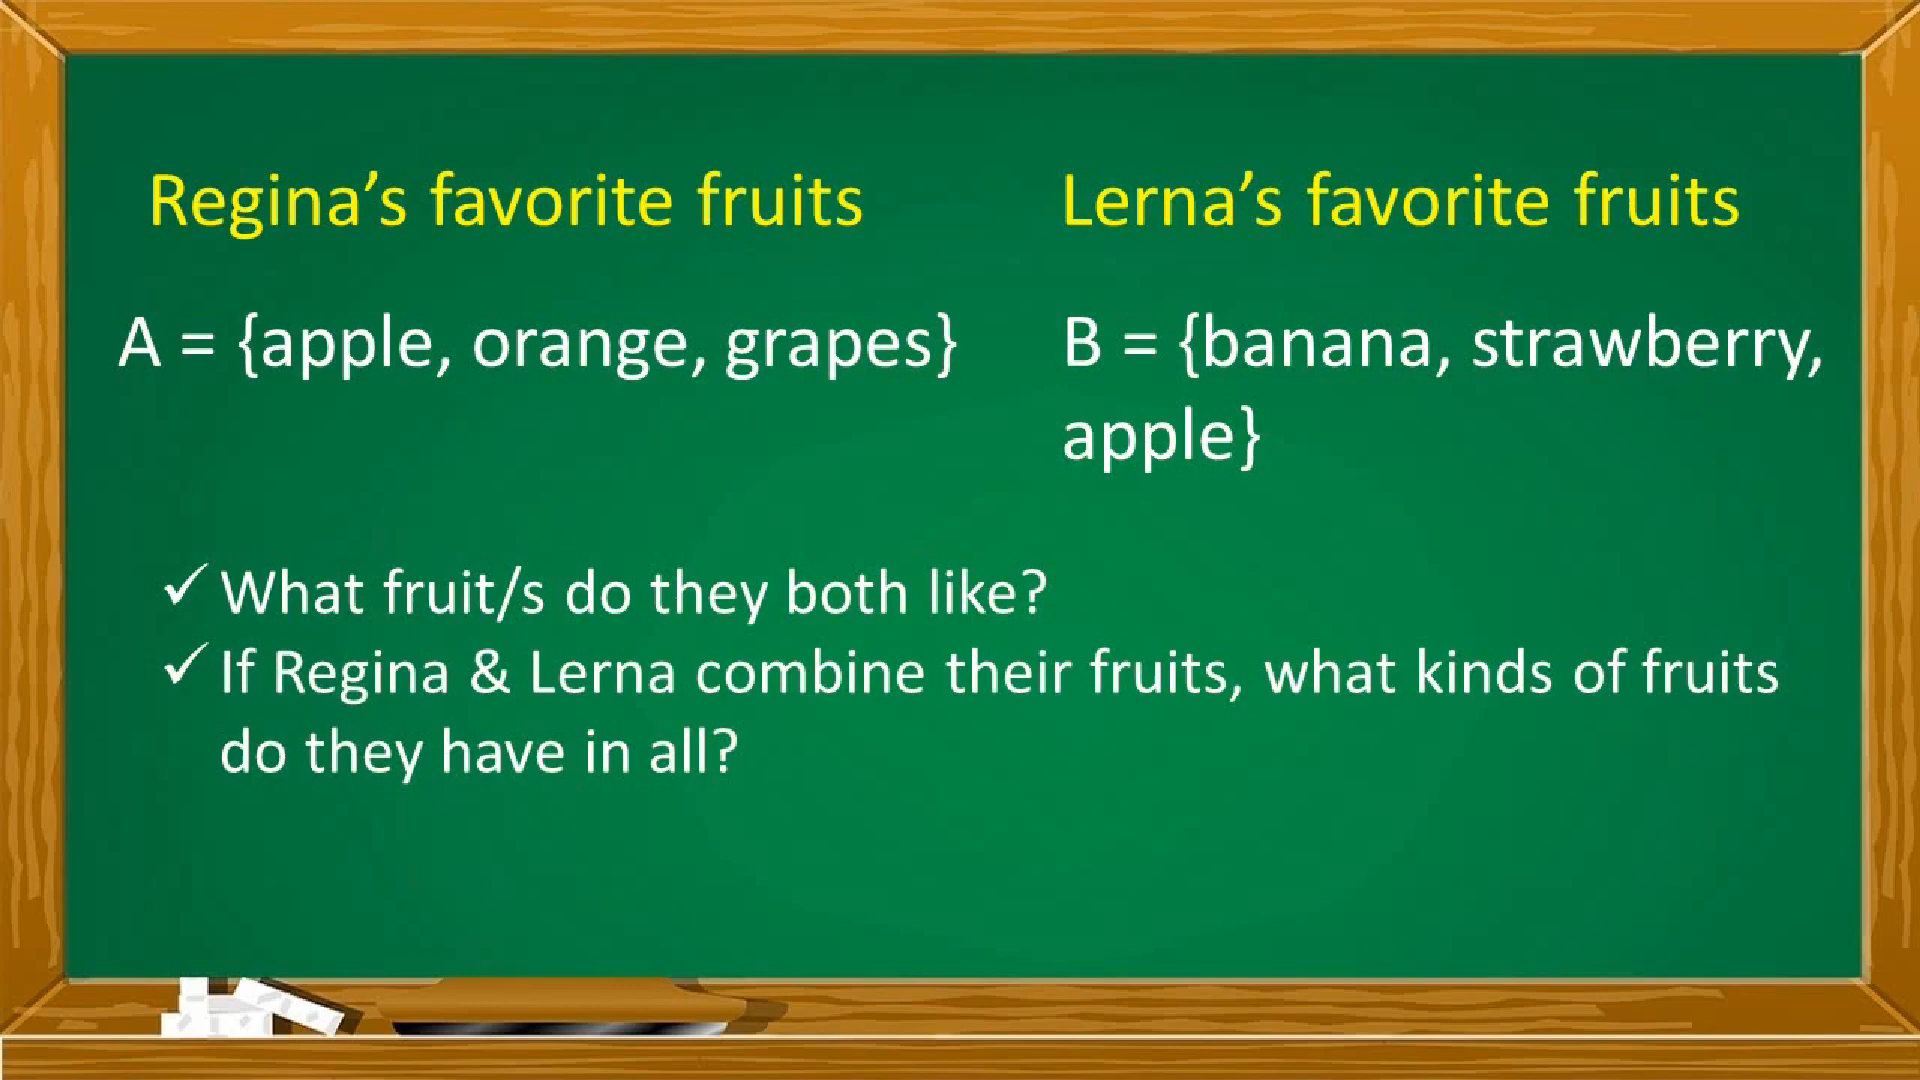 Regina’s favorite fruits
Lerna’s favorite fruits
A = {apple, orange, grapes}
B = {banana, strawberry,
apple}
✓ What fruit/s do they both like?
✓ If Regina & Lerna combine their fruits, what kinds of fruits
do they have in all?